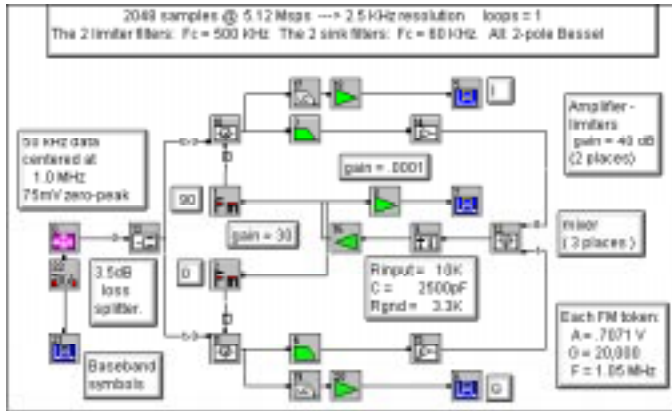 2048 samples @ 5.12 Msps ---> 2.5 KHz resolution loops = 1
The 2 limiter filters: Fc = 500 KHz The 2 sink filters: Fc = 60 KHz. All: 2-pole Bessel
I
Amplifier -
limiters
gain = 40 dB
(2 places)
50 KHz data
centered at
1.0 MHz
75mV zero-peak
gain = .0001
90
Fn
gain = 30
mixer
( 3 places )
3.5dB
loss
splitter.
0
Fn
Rinput = 10K
C = 2500pF
Rgnd = 3.3K
Each FM token:
A = .7071 V
G = 20,000
F = 1.05 MHz
Baseband
symbols
Q